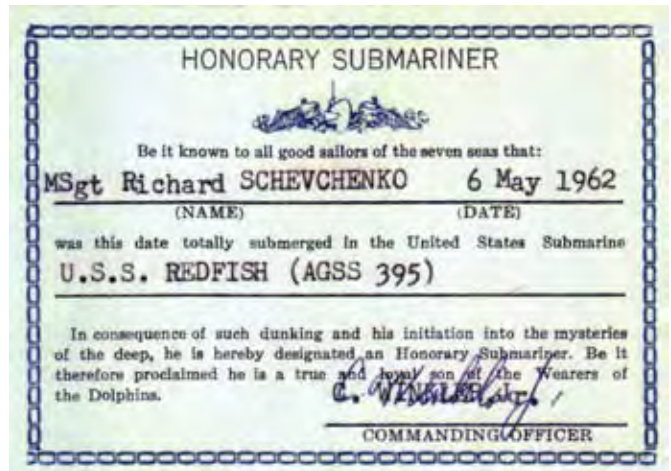 HONORARY SUBMARINER
Be it known to all good sailors of the seven seas that:
MSgt Richard SCHEVCHENKO 6 May 1962
(NAME) (DATE)
was this date totally submerged in the United States Submarine
U.S.S. REDFISH (AGSS 395)
In consequence of such dunking and his initiation into the mysteries
of the deep, he is hereby designated an Honorary Submariner. Be it
therefore proclaimed he is a true and loyal son of the Wearers of
the Dolphins. C. WINKLER, Jr.
COMMANDING OFFICER